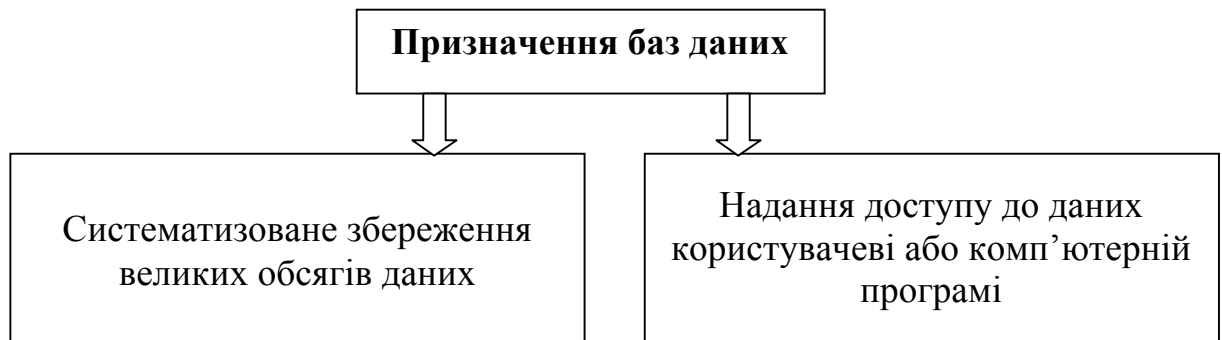 Призначення баз даних
Систематизоване збереження
великих обсягів даних
Надання доступу до даних
користувачеві або комп’ютерній
програмі